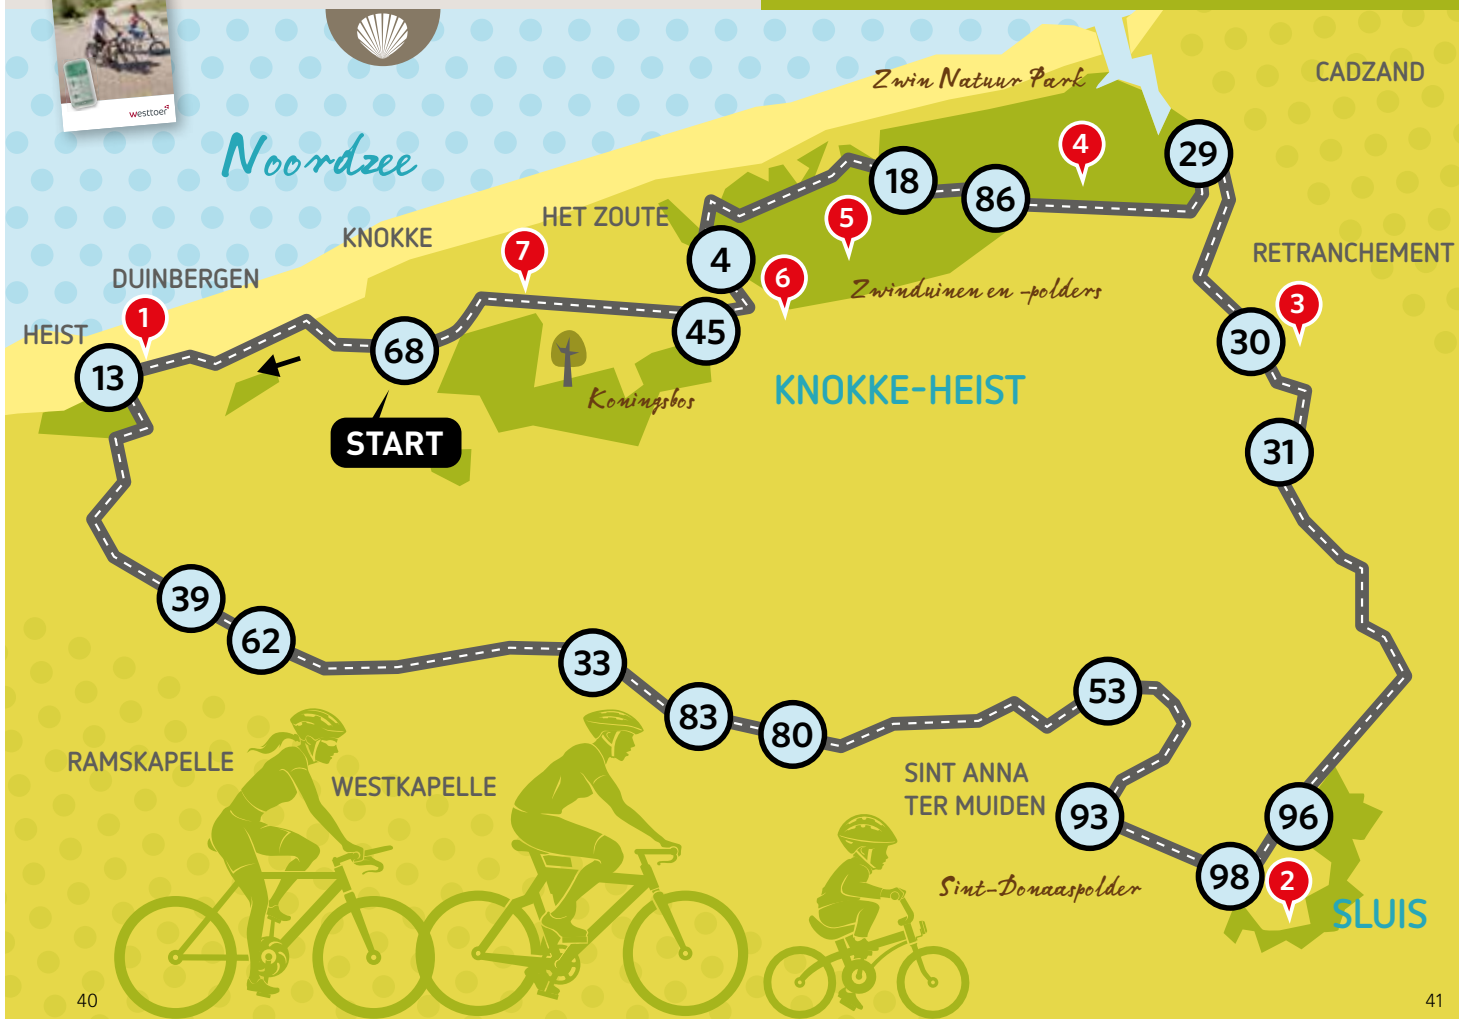 westtoer
Noordzee
Zwin Natuur Park
CADZAND
4
29
18
86
HET ZOUTE
5
KNOKKE
7
4
6
RETRANCHEMENT
DUINBERGEN
Zwinduinen en -polders
1
3
HEIST
45
30
68
13
KNOKKE-HEIST
Koningsbos
START
31
39
62
33
53
83
80
RAMSKAPELLE
WESTKAPELLE
SINT ANNA
TER MUIDEN
93
96
98
2
Sint-Donaaspolder
SLUIS
40
41